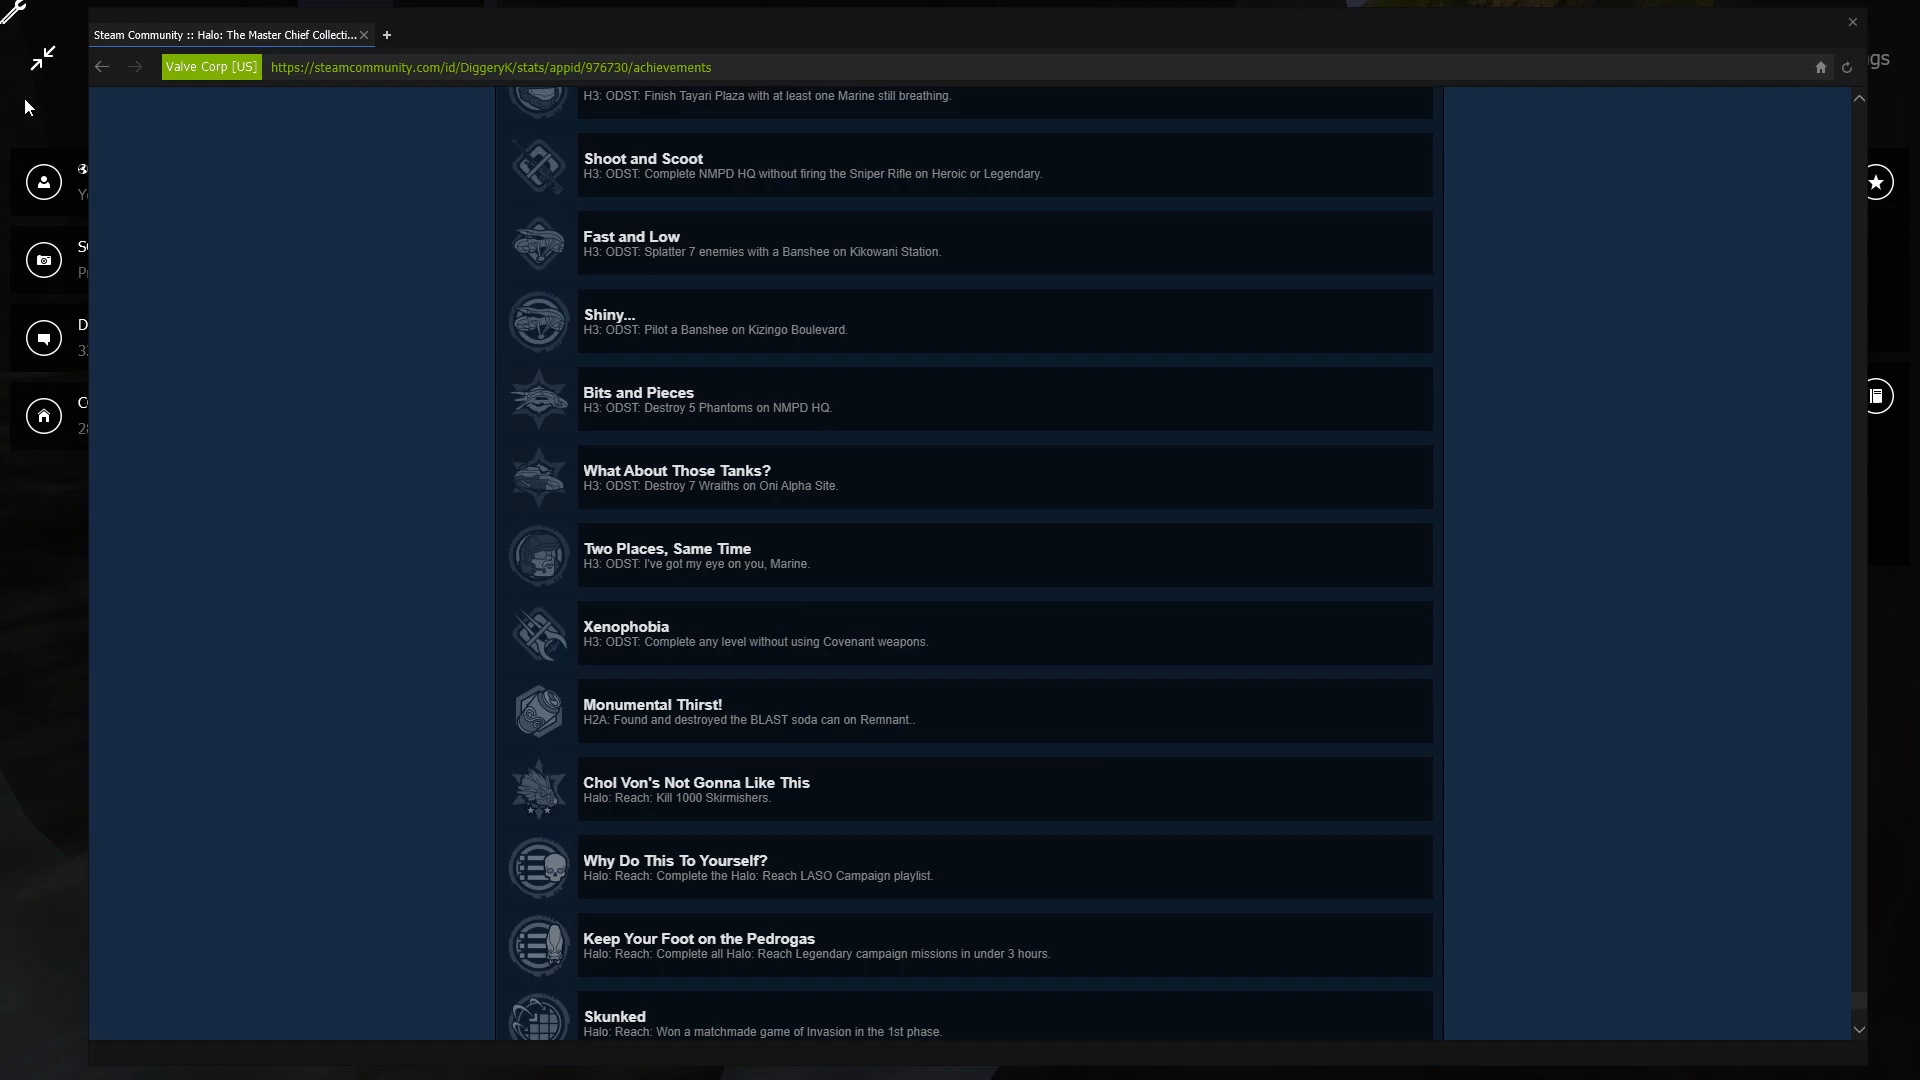 Steam Community :: Halo: The Master Chief Collecti...
Valve Corp [US]
https://steamcommunity.com/id/DiggeryK/stats/appid/976730/achievements
H3: ODST: Finish Tayari Plaza with at least one Marine still breathing.
Shoot and Scoot
H3: ODST: Complete NMPD HQ without firing the Sniper Rifle on Heroic or Legendary.
Fast and Low
H3: ODST: Splatter 7 enemies with a Banshee on Kikowani Station.
Shiny...
H3: ODST: Pilot a Banshee on Kizingo Boulevard.
Bits and Pieces
H3: ODST: Destroy 5 Phantoms on NMPD HQ.
What About Those Tanks?
H3: ODST: Destroy 7 Wraiths on Oni Alpha Site.
Two Places, Same Time
H3: ODST: I've got my eye on you, Marine.
Xenophobia
H3: ODST: Complete any level without using Covenant weapons.
Monumental Thirst!
H2A: Found and destroyed the BLAST soda can on Remnant..
Chol Von's Not Gonna Like This
Halo: Reach: Kill 1000 Skirmishers.
Why Do This To Yourself?
Halo: Reach: Complete the Halo: Reach LASO Campaign playlist.
Keep Your Foot on the Pedrogas
Halo: Reach: Complete all Halo: Reach Legendary campaign missions in under 3 hours.
Skunked
Halo: Reach: Won a matchmade game of Invasion in the 1st phase.